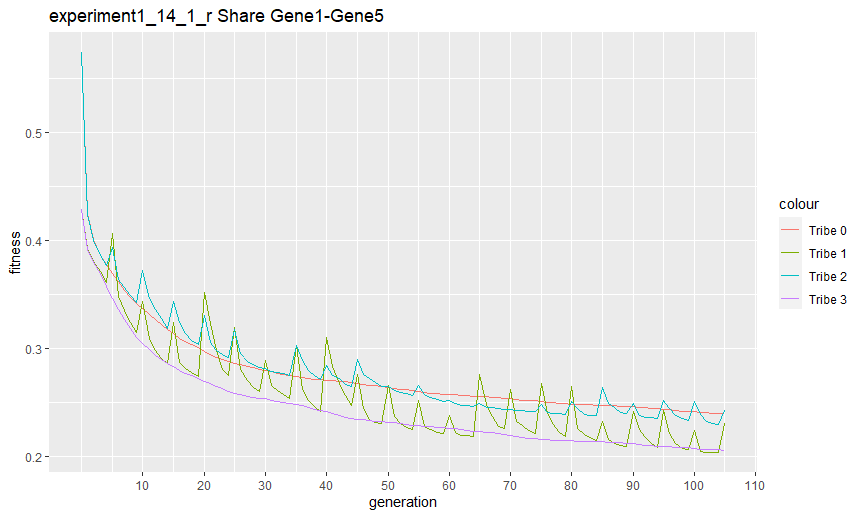 experiment1_14_1_r Share Gene1-Gene5
fitness
0.5
0.4
0.3
0.2
10 20 30 40 50 60 70 80 90 100 110
generation
colour
Tribe 0
Tribe 1
Tribe 2
Tribe 3